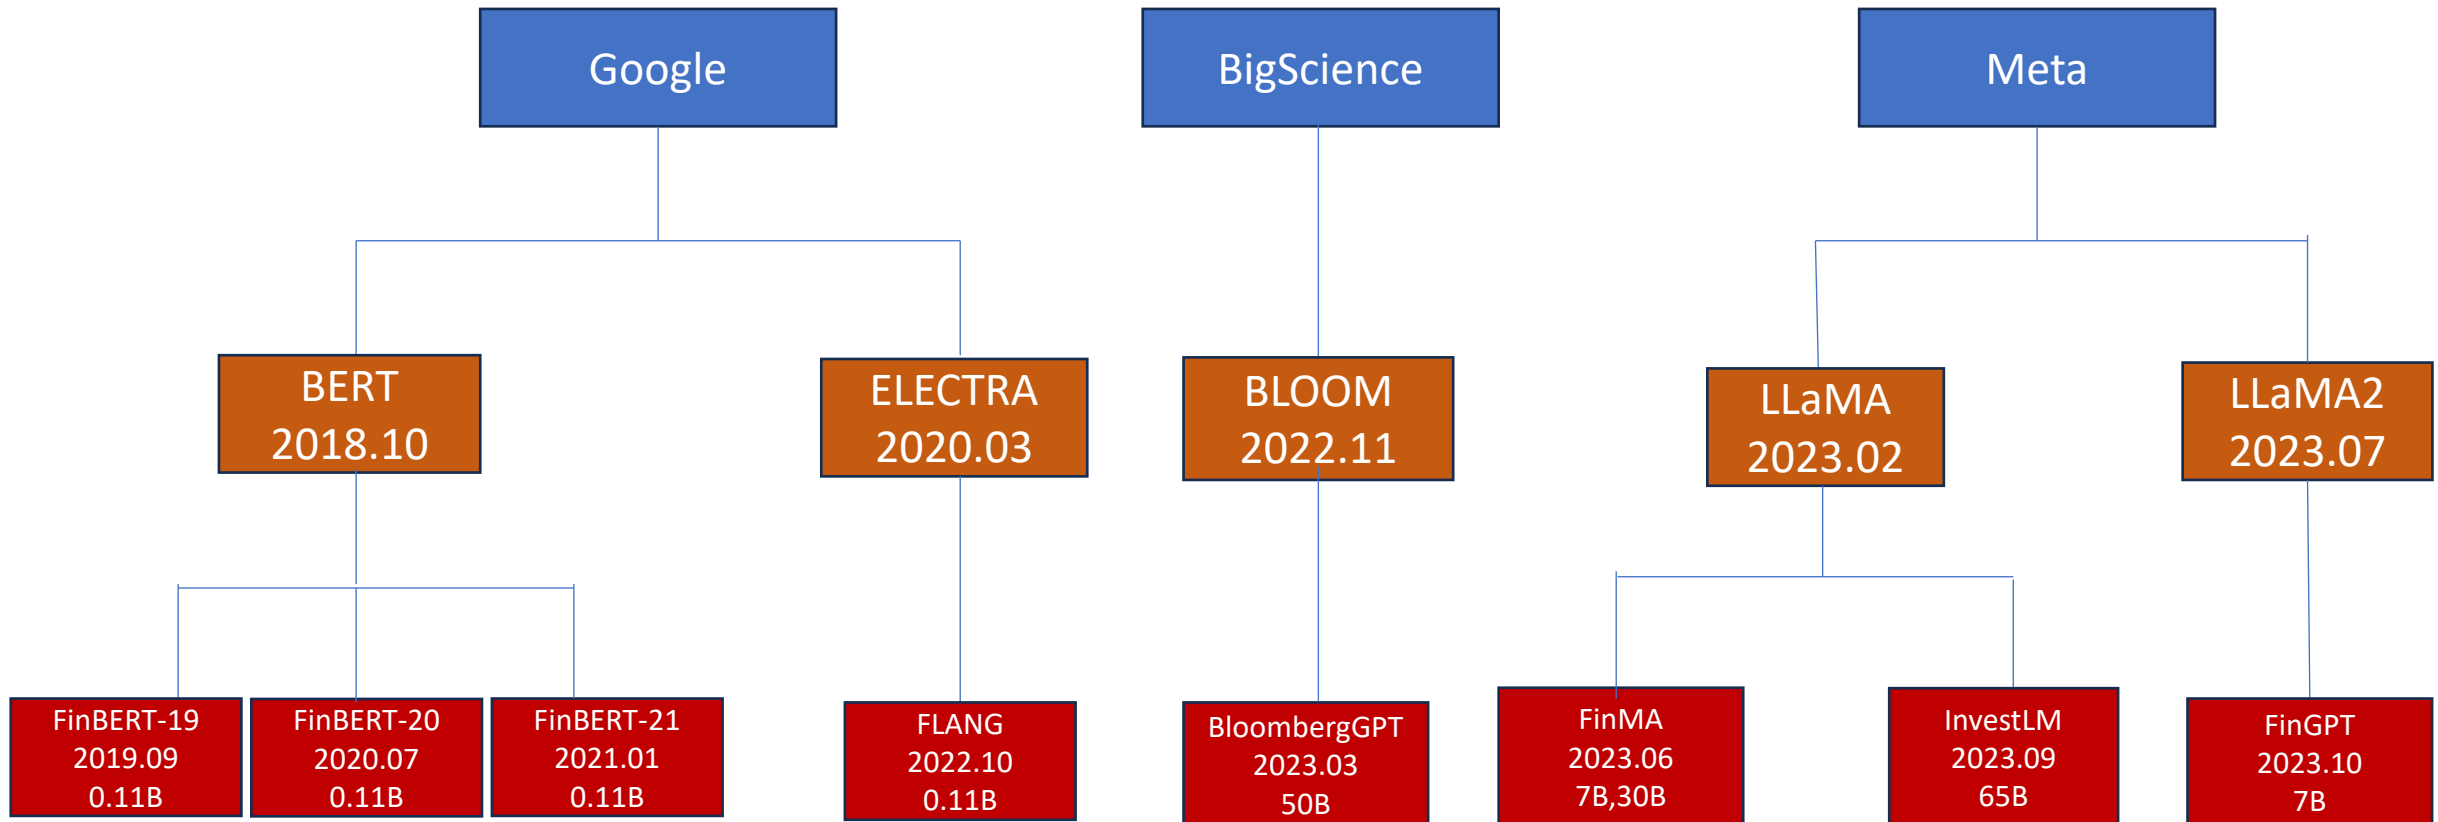 Google
BigScience
Meta
BERT
2018.10
ELECTRA
2020.03
BLOOM
2022.11
LLaMA
2023.02
LLaMA2
2023.07
FinBERT-19
2019.09
0.11B
FinBERT-20
2020.07
0.11B
FinBERT-21
2021.01
0.11B
FLANG
2022.10
0.11B
BloombergGPT
2023.03
50B
FinMA
2023.06
7B,30B
InvestLM
2023.09
65B
FinGPT
2023.10
7B